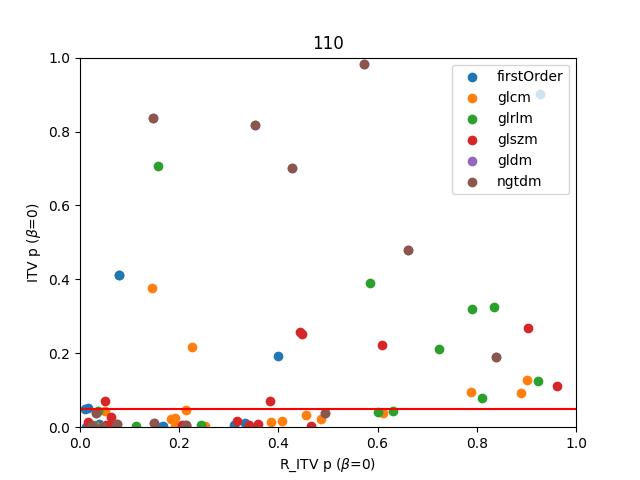 110
1.0
0.8
0.6
0.4
0.2
0.0
ITV p (β=0)
firstOrder
glcm
glrlm
glszm
gldm
ngtdm
0.0 0.2 0.4 0.6 0.8 1.0
R_ITV p (β=0)